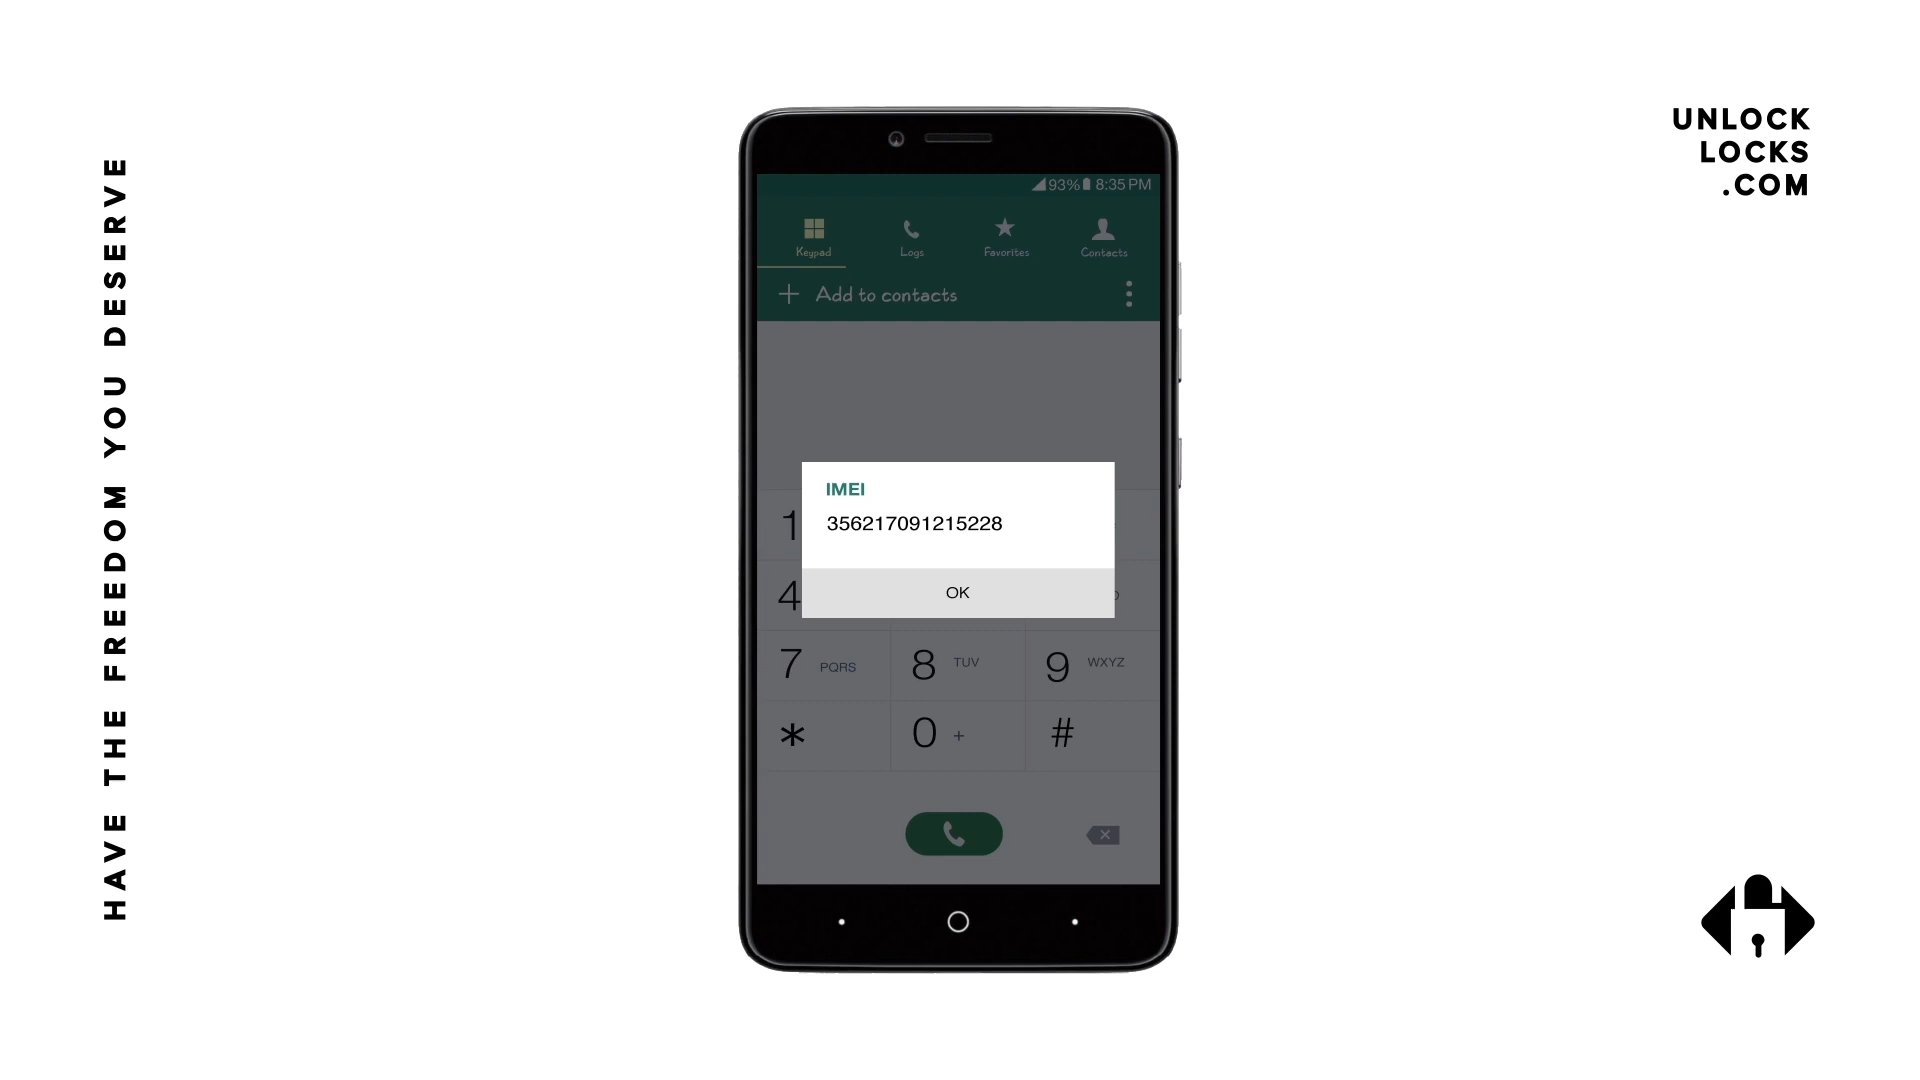 HAVE THE FREEDOM YOU DESERVE
UNLOCK
LOCKS
.COM
93% 8:35 PM
Keypad Logs Favorites Contacts
+ Add to contacts
IMEI
356217091215228
OK
1
4
7 PQRS 8 TUV 9 WXYZ
* 0 + #